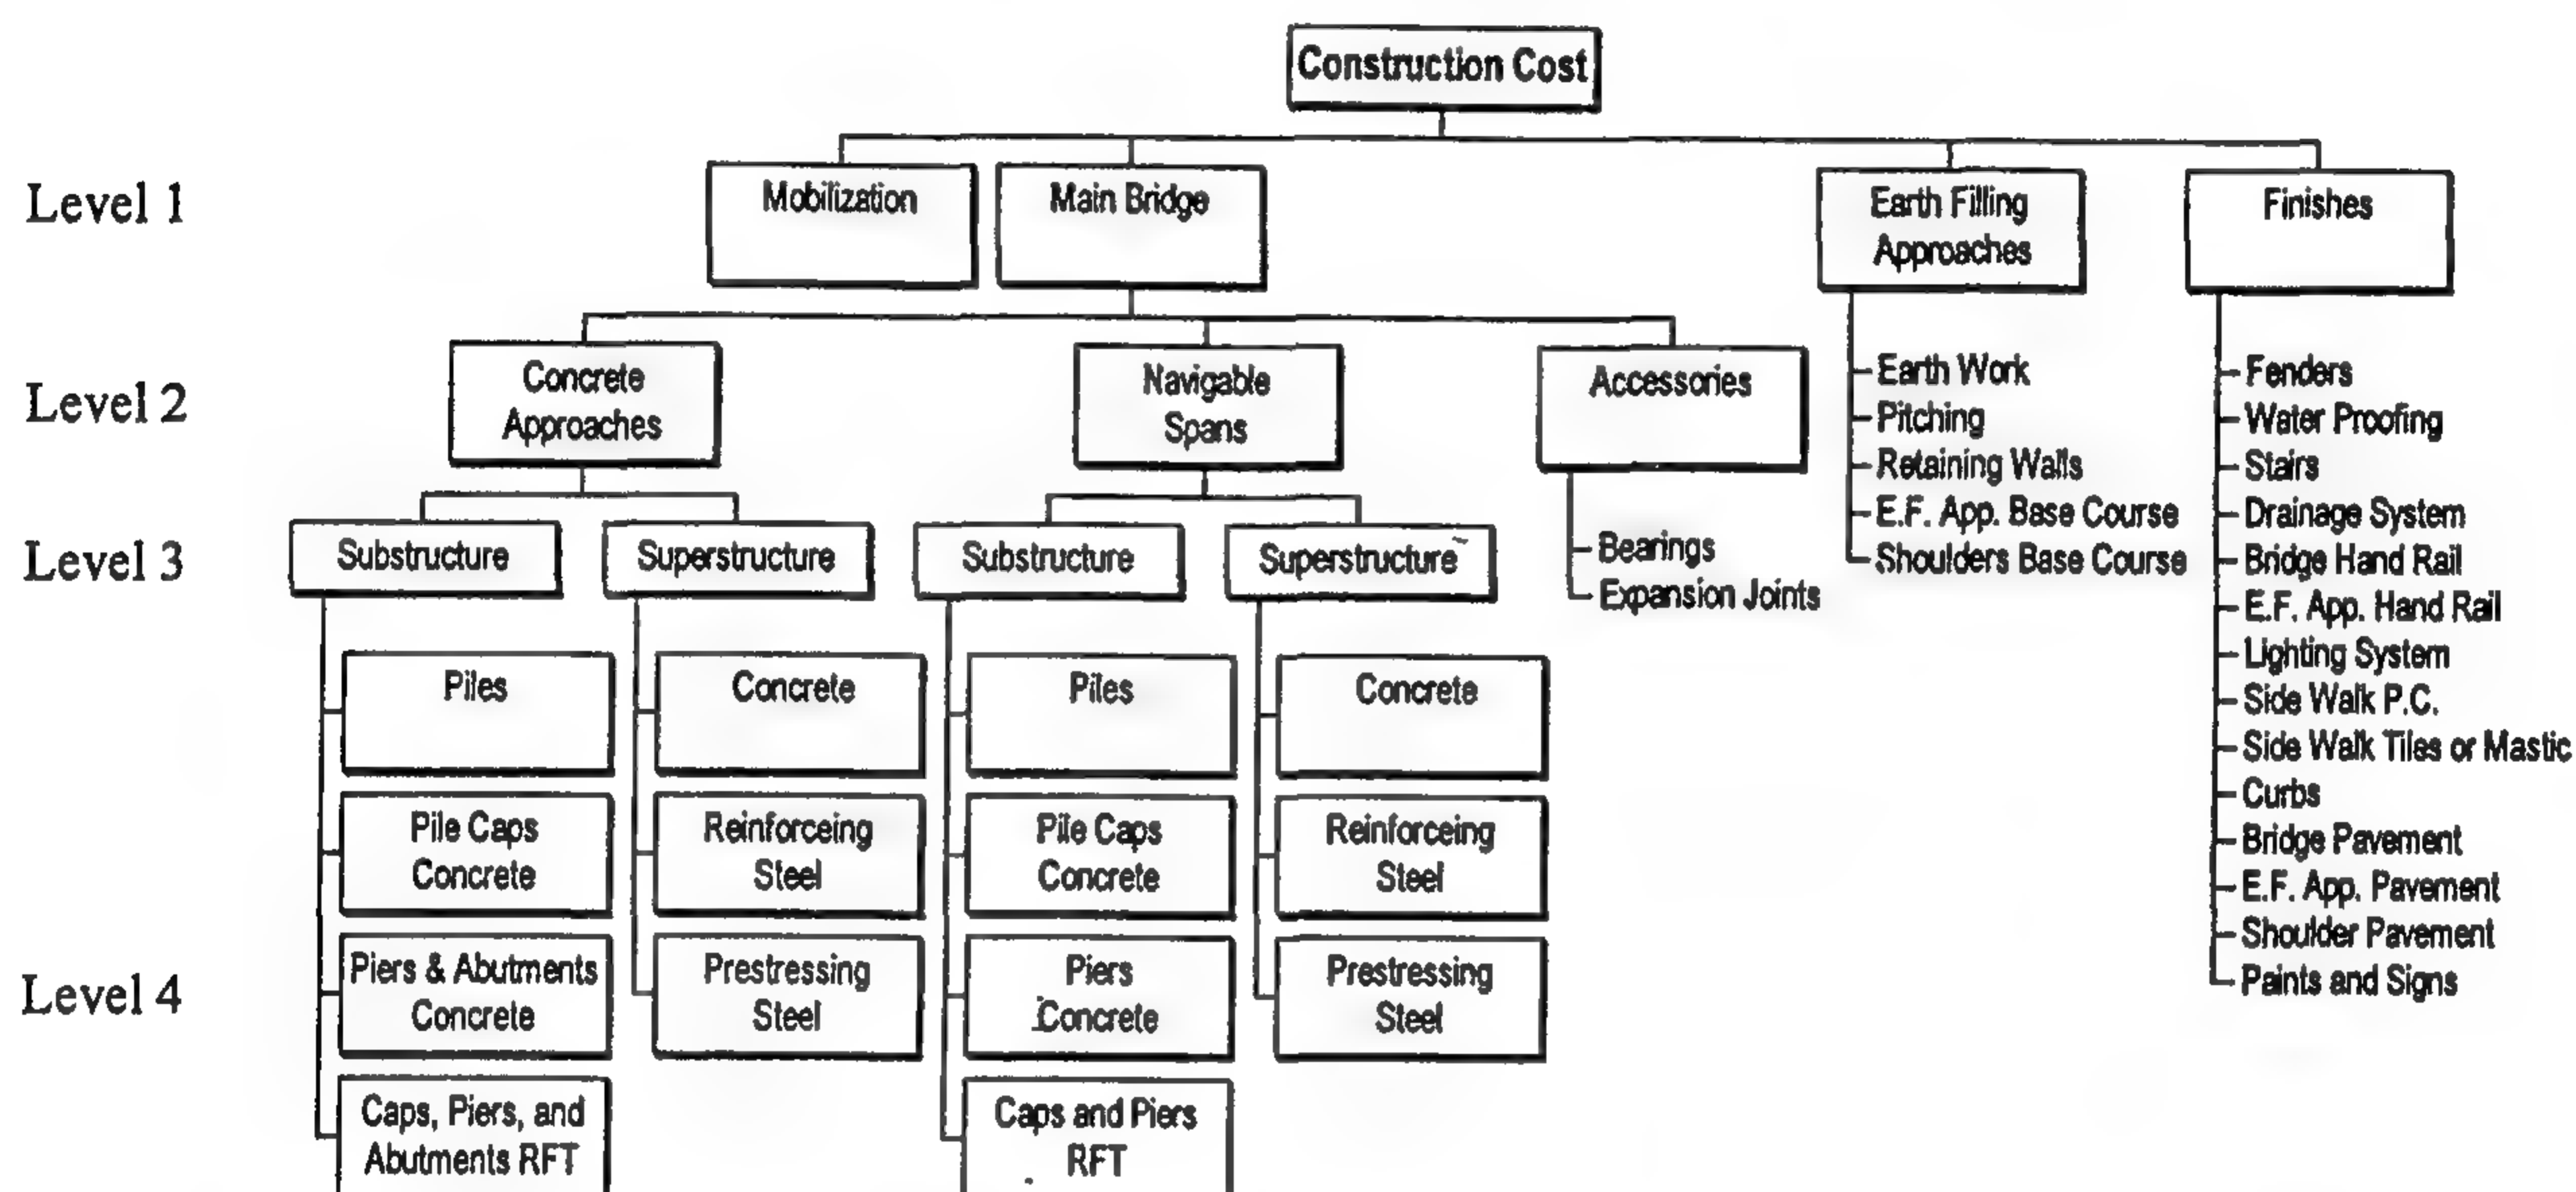 Construction Cost
Level 1
Mobilization
Main Bridge
Earth Filling
Approaches
Finishes
Level 2
Concrete
Approaches
Navigable
Spans
Accessories
Earth Work
Pitching
Retaining Walls
E.F. App. Base Course
Shoulders Base Course
Fenders
Water Proofing
Stairs
Drainage System
Bridge Hand Rail
E.F. App. Hand Rail
Lighting System
Side Walk P.C.
Side Walk Tiles or Mastic
Curbs
Bridge Pavement
E.F. App. Pavement
Shoulder Pavement
Paints and Signs
Level 3
Substructure
Superstructure
Substructure
Superstructure
Bearings
Expansion Joints
Level 4
Piles
Pile Caps
Concrete
Piers & Abutments
Concrete
Caps, Piers, and
Abutments RFT
Concrete
Reinforceing
Steel
Prestressing
Steel
Piles
Pile Caps
Concrete
Piers
Concrete
Caps and Piers
RFT
Concrete
Reinforceing
Steel
Prestressing
Steel